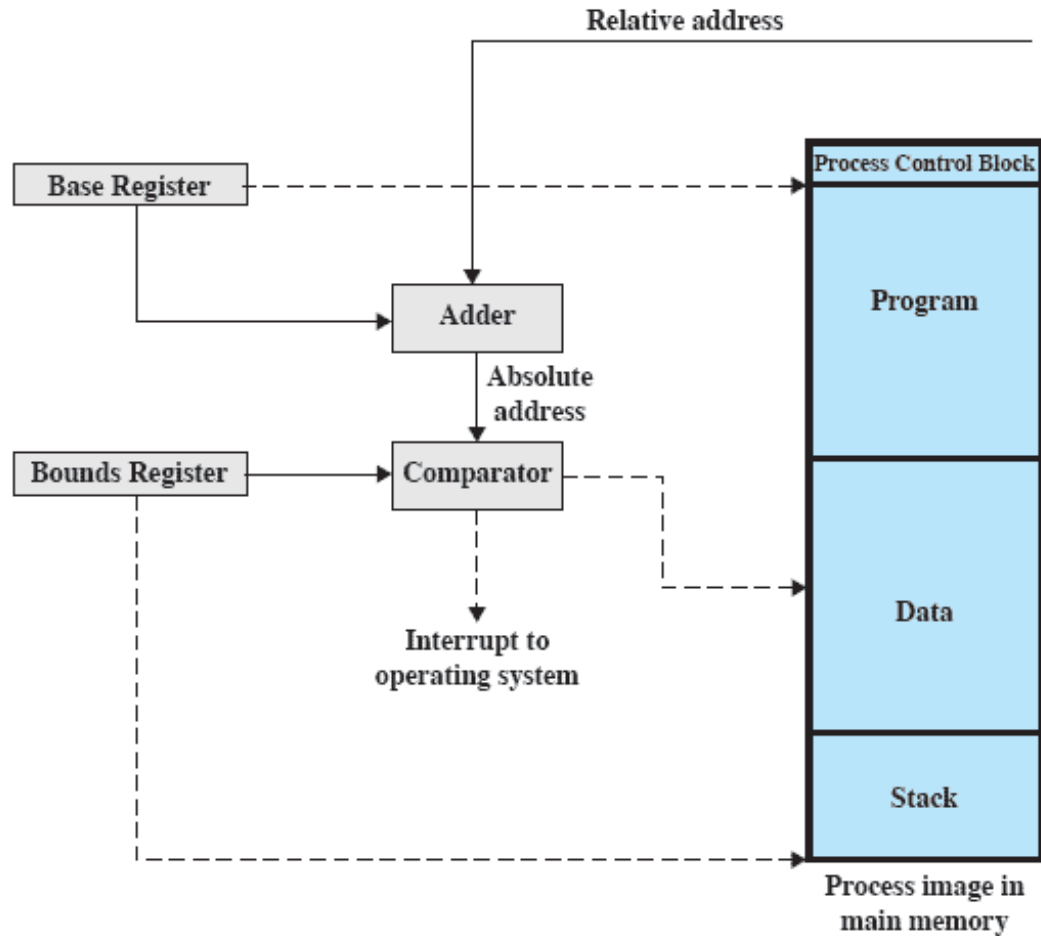 Relative address
Process Control Block
Base Register
Program
Adder
Absolute
address
Bounds Register
Comparator
Data
Interrupt to
operating system
Stack
Process image in
main memory